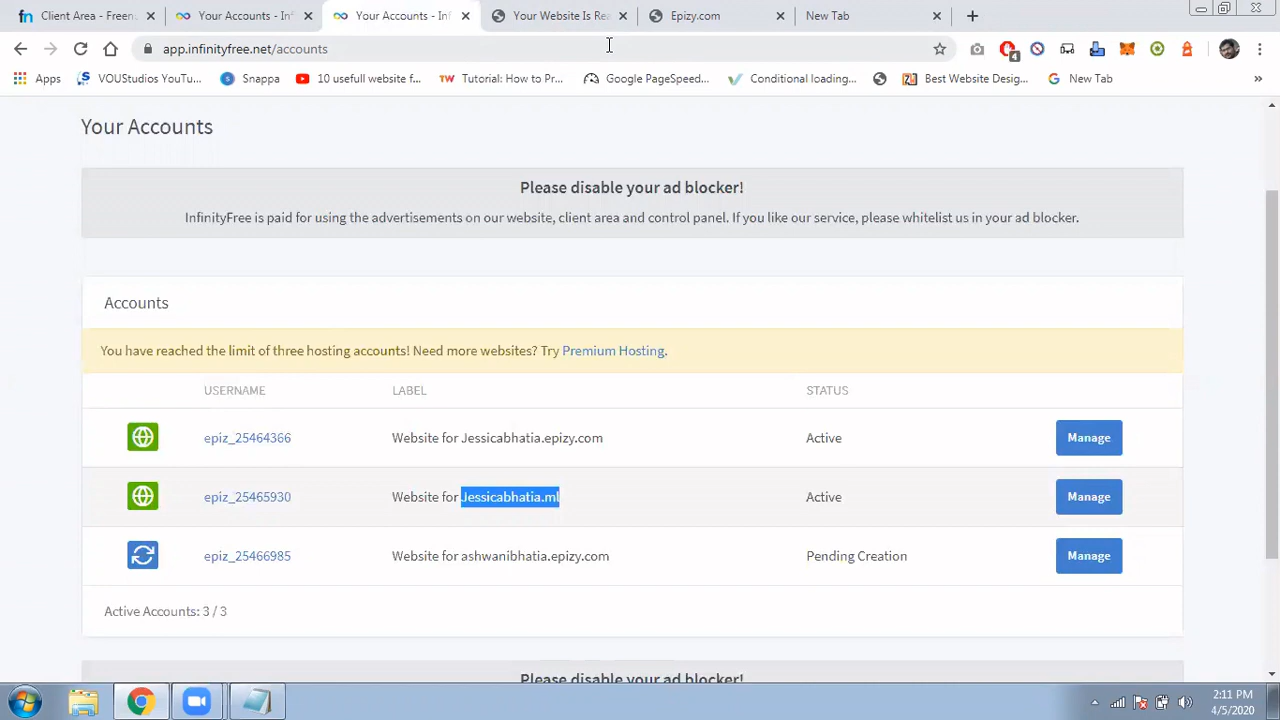 Client Area - Freen
Your Accounts - Inf
Your Accounts - Inf
Your Website Is Rea
Epizy.com
New Tab
app.infinityfree.net/accounts
4
Apps
VOUStudios YouTu...
Snappa
10 usefull website f...
TW Tutorial: How to Pr...
Google PageSpeed...
Conditional loading...
Best Website Desig...
New Tab
»
Your Accounts
Please disable your ad blocker!
InfinityFree is paid for using the advertisements on our website, client area and control panel. If you like our service, please whitelist us in your ad blocker.
Accounts
You have reached the limit of three hosting accounts! Need more websites? Try Premium Hosting.
USERNAME LABEL STATUS
epiz_25464366 Website for Jessicabhatia.epizy.com Active Manage
epiz_25465930 Website for Jessicabhatia.ml Active Manage
epiz_25466985 Website for ashwanibhatia.epizy.com Pending Creation Manage
Active Accounts: 3 / 3
Please disable your ad blocker!
2:11 PM
4/5/2020